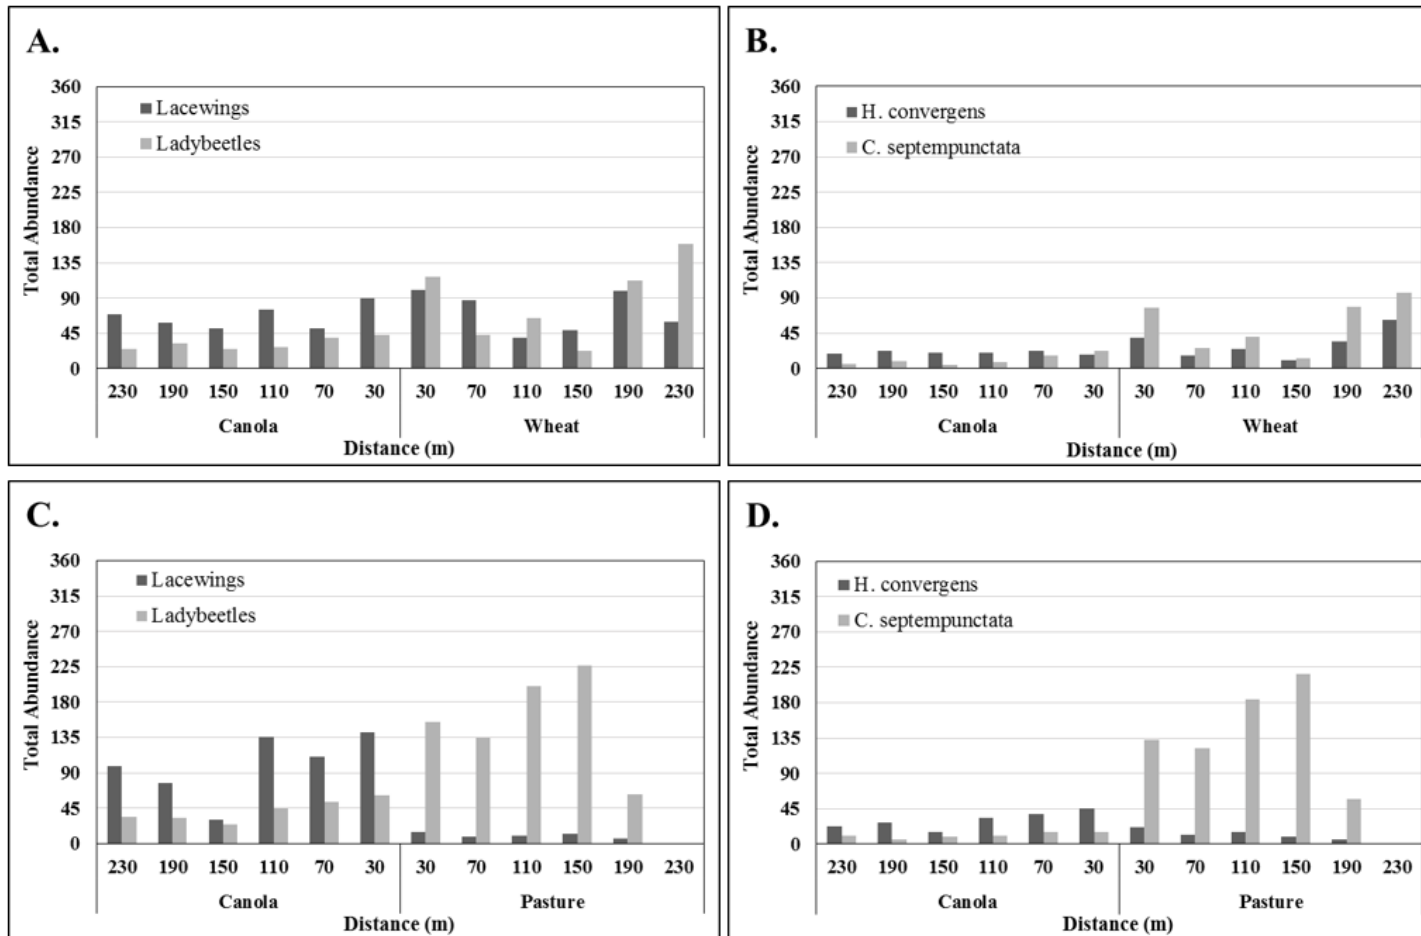 A.
360
315
270
225
180
135
90
45
0
Total Abundance
Lacewings
Ladybeetles
230 190 150 110 70 30 30 70 110 150 190 230
Canola Wheat
Distance (m)
B.
360
315
270
225
180
135
90
45
0
Total Abundance
H. convergens
C. septempunctata
230 190 150 110 70 30 30 70 110 150 190 230
Canola Wheat
Distance (m)
C.
360
315
270
225
180
135
90
45
0
Total Abundance
Lacewings
Ladybeetles
230 190 150 110 70 30 30 70 110 150 190 230
Canola Pasture
Distance (m)
D.
360
315
270
225
180
135
90
45
0
Total Abundance
H. convergens
C. septempunctata
230 190 150 110 70 30 30 70 110 150 190 230
Canola Pasture
Distance (m)